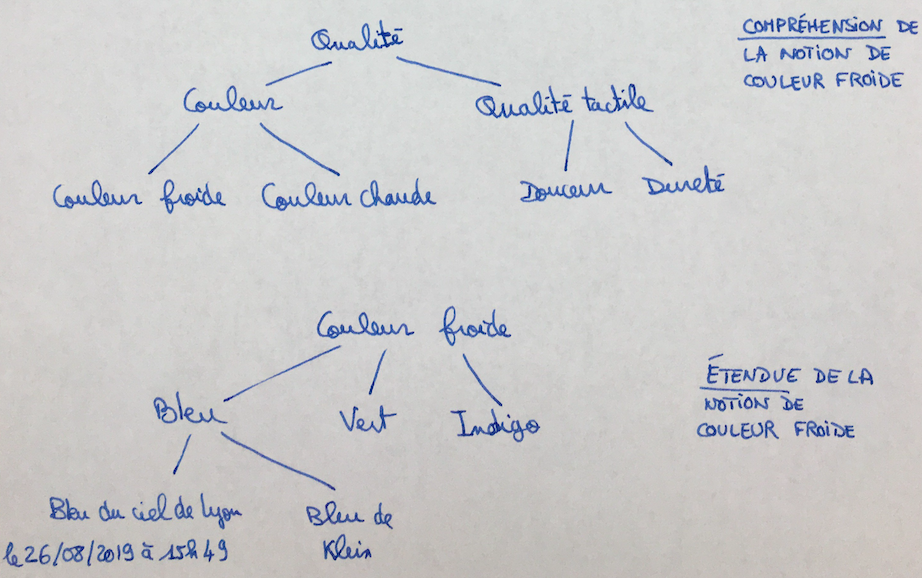 Qualité
COMPRÉHENSION DE
LA NOTION DE
COULEUR FROIDE
Couleur Qualité tactile
Couleur froide Couleur chaude Douceur Dureté
Couleur froide
ÉTENDUE DE LA
NOTION DE
COULEUR FROIDE
Bleu Vert Indigo
Bleu du ciel de Lyon
le 26/08/2019 à 15h49
Bleu de
Klein